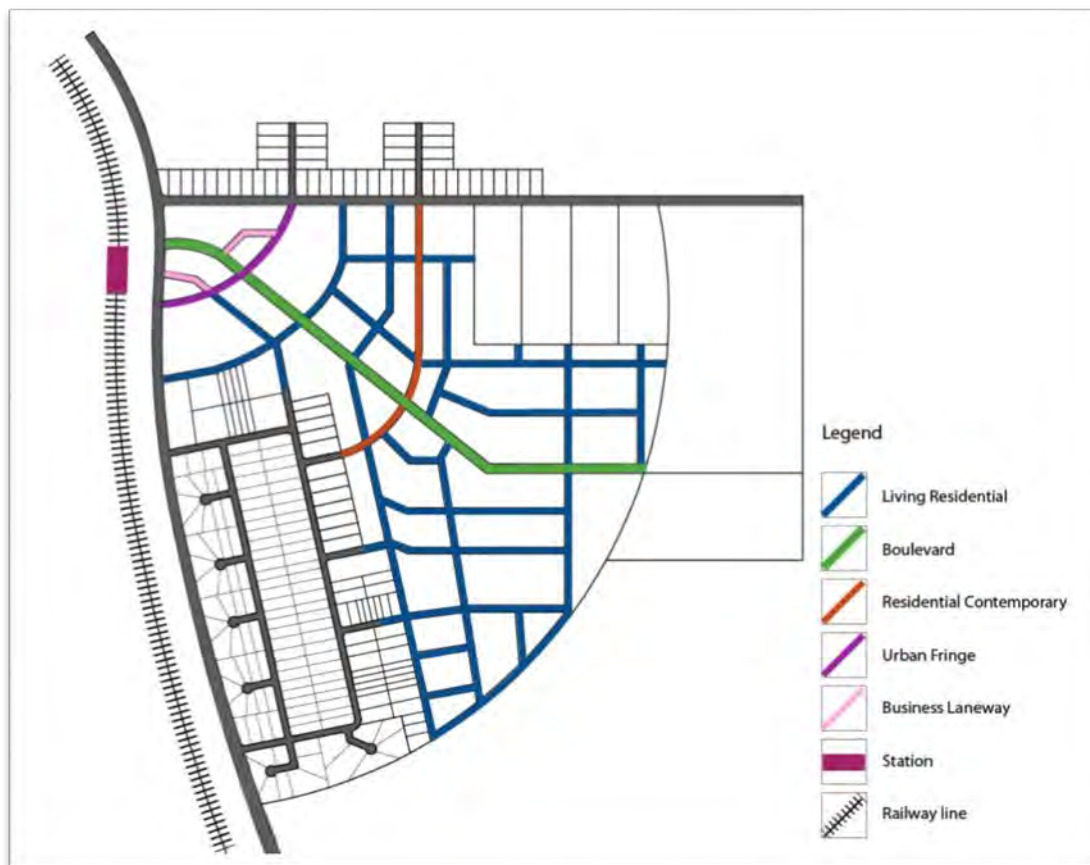 Legend
Living Residential
Boulevard
Residential Contemporary
Urban Fringe
Business Laneway
Station
Railway line